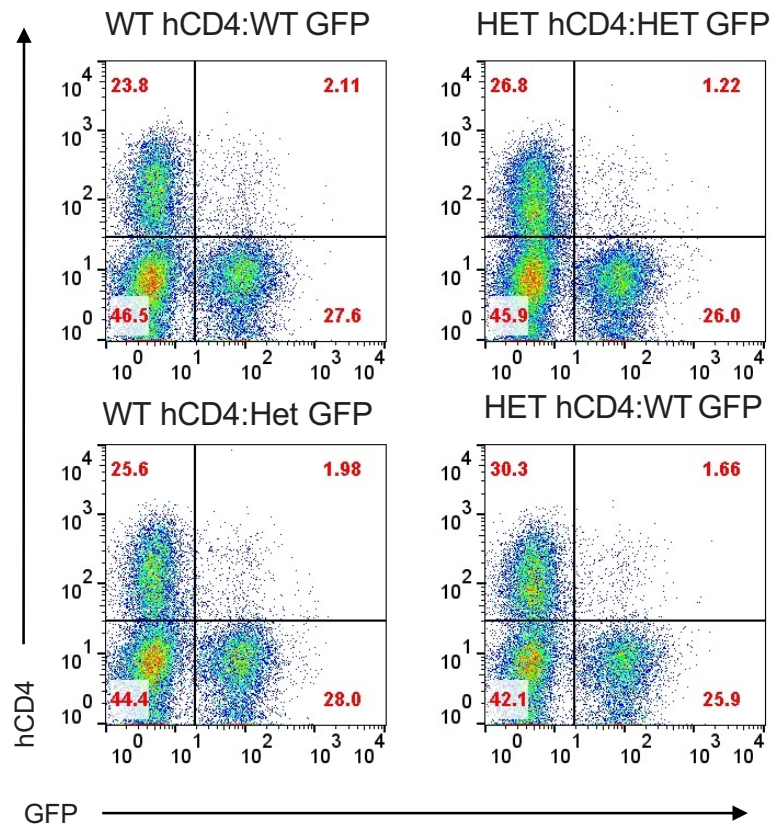 WT hCD4:WT GFP HET hCD4:HET GFP
10^4 23.8 2.11 10^4 26.8 1.22
10^3 10^3
10^2 10^2
10^1 10^1
10^0 46.5 27.6 10^0 45.9 26.0
10^0 10^1 10^2 10^3 10^4 10^0 10^1 10^2 10^3 10^4
WT hCD4:Het GFP HET hCD4:WT GFP
10^4 25.6 1.98 10^4 30.3 1.66
10^3 10^3
10^2 10^2
10^1 10^1
10^0 44.4 28.0 10^0 42.1 25.9
10^0 10^1 10^2 10^3 10^4 10^0 10^1 10^2 10^3 10^4
hCD4
GFP